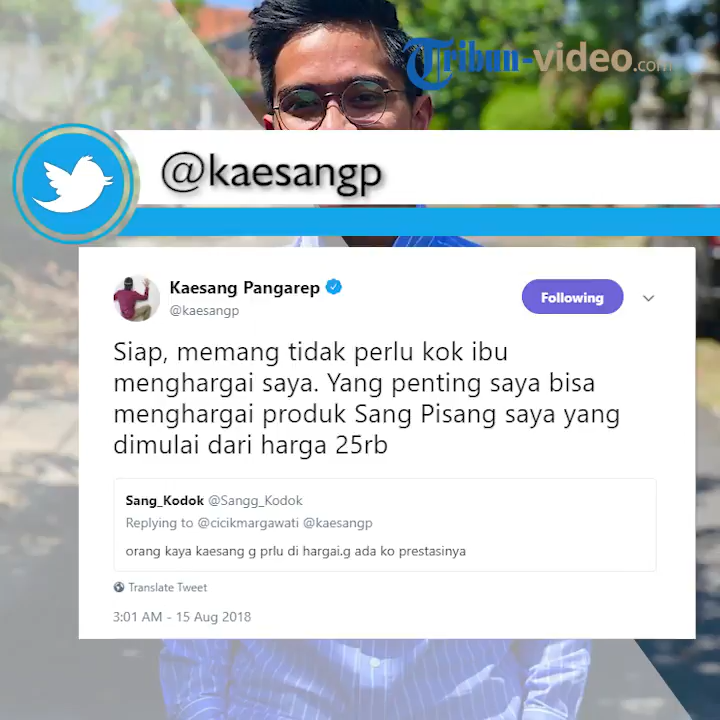 Tribun-video.com
@kaesangp
Kaesang Pangarep
@kaesangp
Following
Siap, memang tidak perlu kok ibu
menghargai saya. Yang penting saya bisa
menghargai produk Sang Pisang saya yang
dimulai dari harga 25rb
Sang_Kodok @Sangg_Kodok
Replying to @cicikmargawati @kaesangp
orang kaya kaesang g prlu di hargai.g ada ko prestasinya
Translate Tweet
3:01 AM - 15 Aug 2018